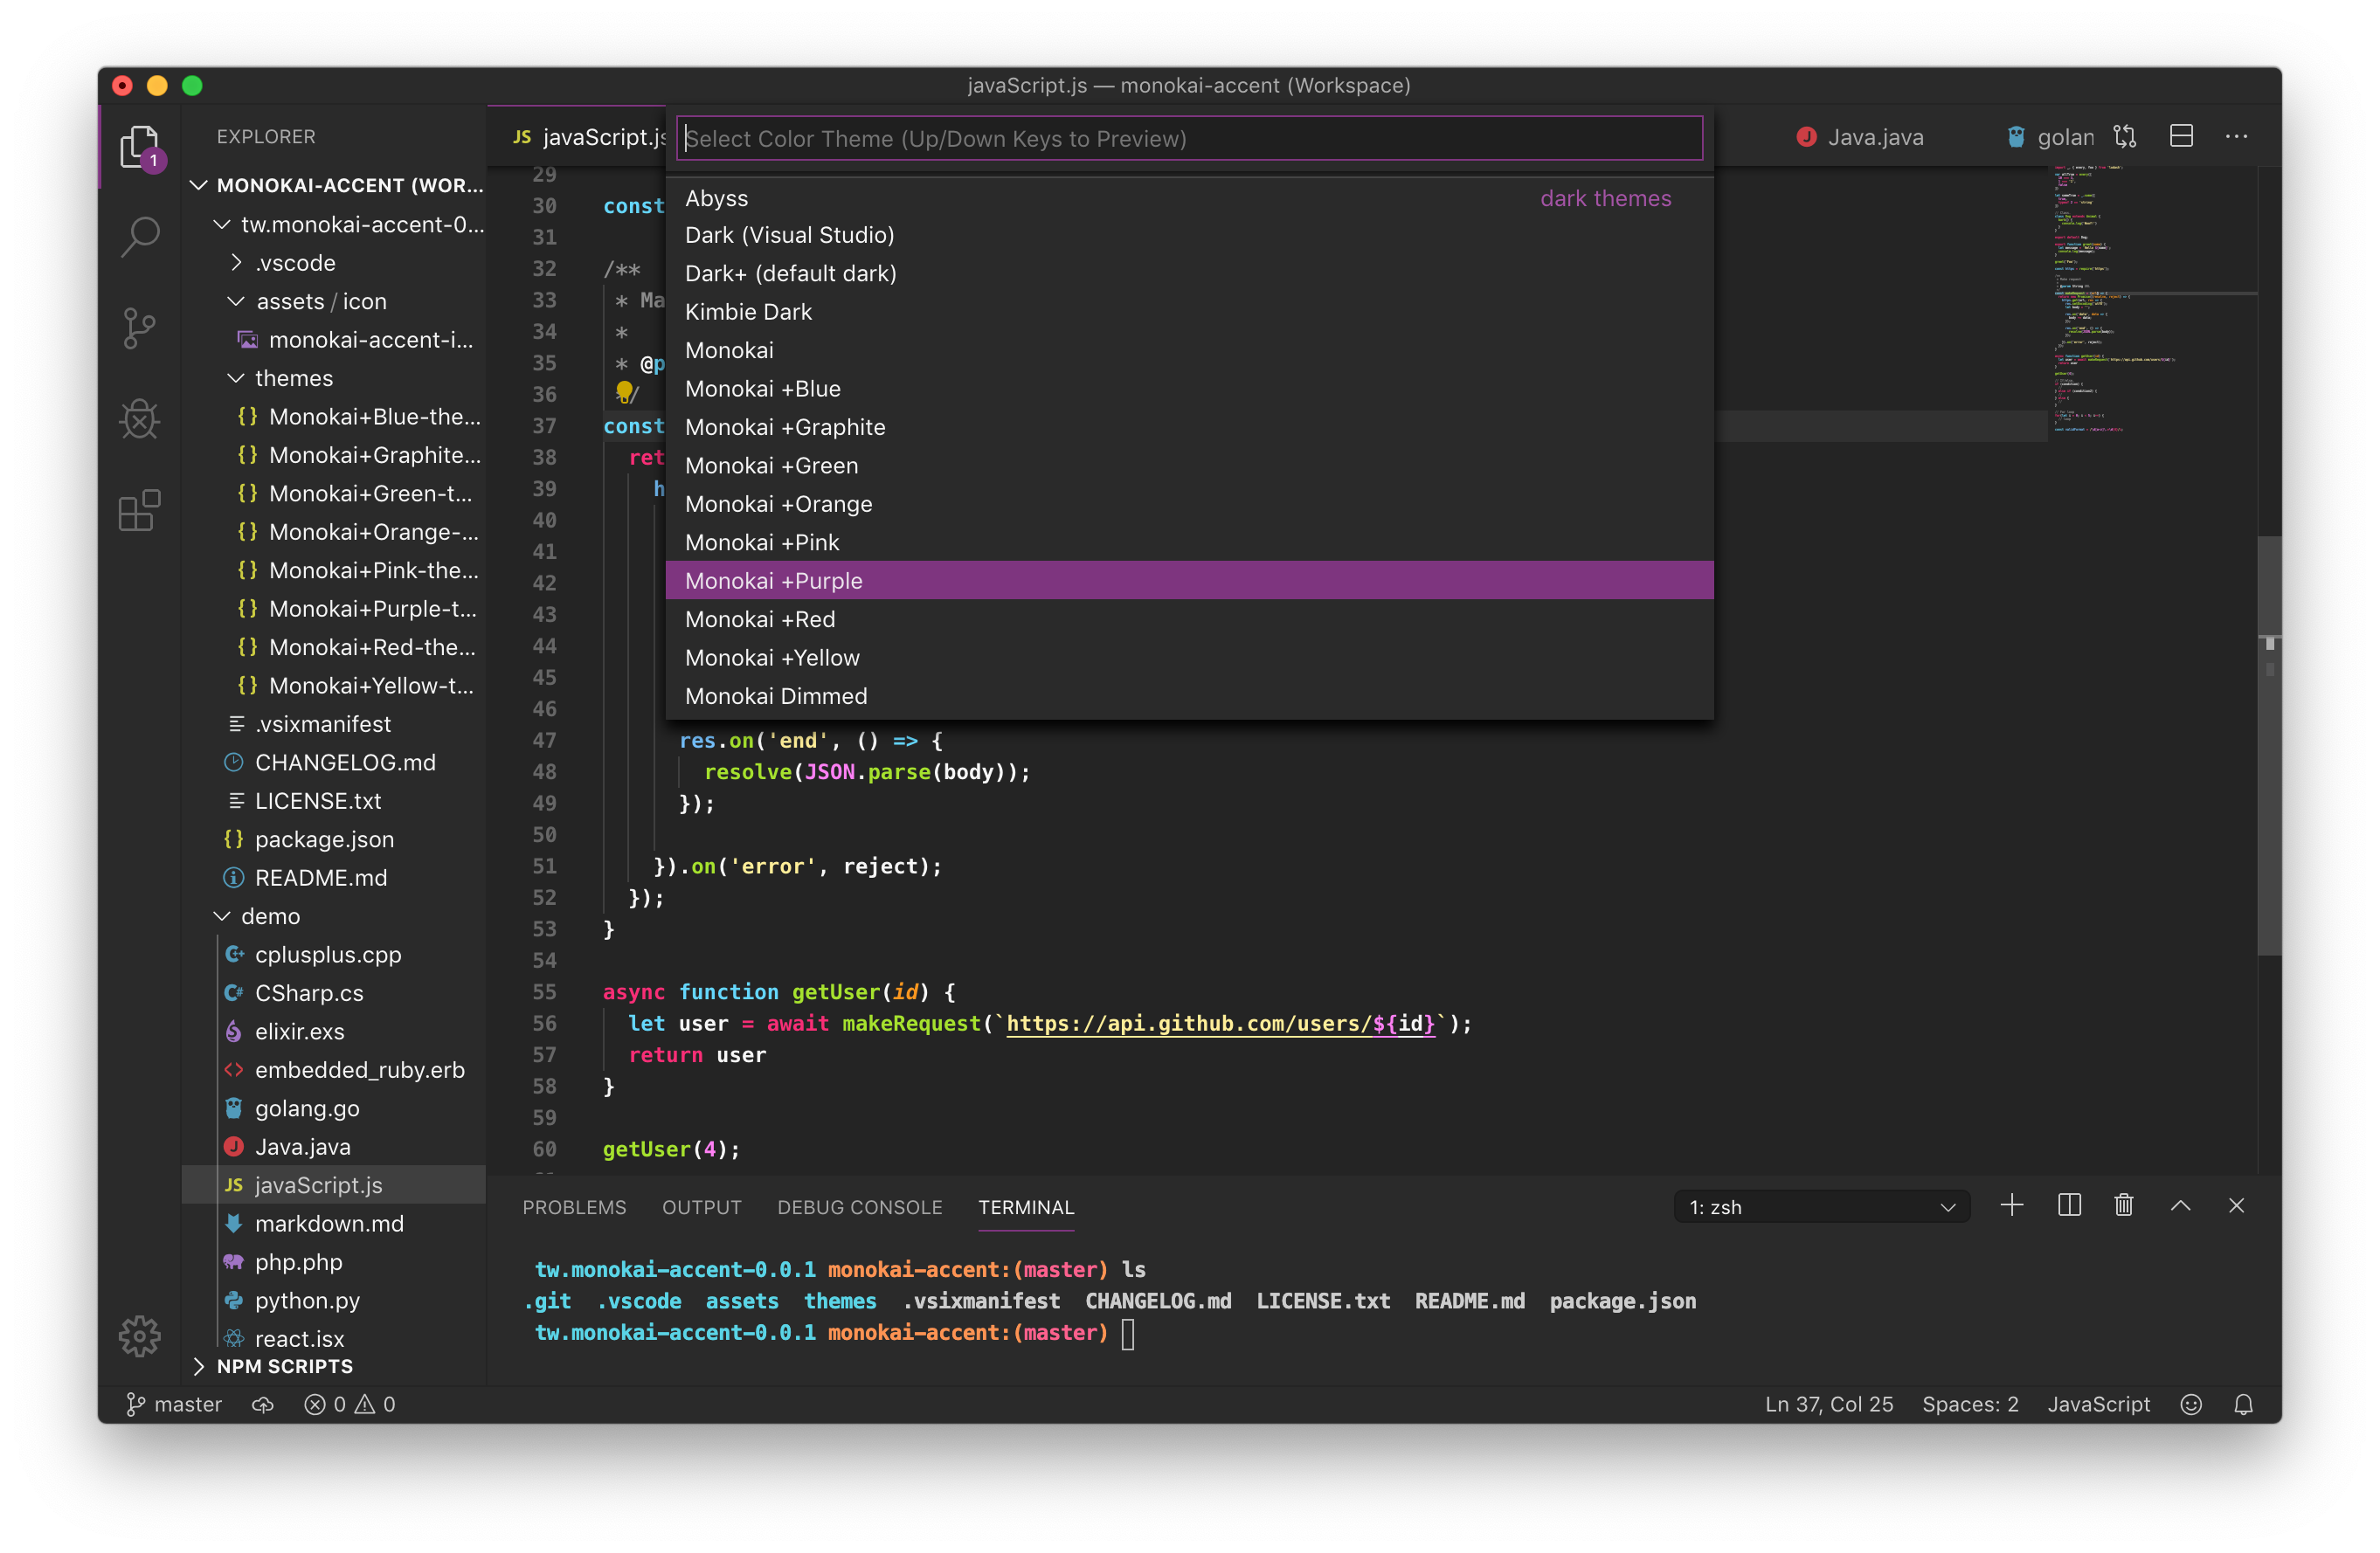 javaScript.js — monokai-accent (Workspace)
1
EXPLORER
MONOKAI-ACCENT (WOR...
tw.monokai-accent-0...
.vscode
assets / icon
monokai-accent-i...
themes
{} Monokai+Blue-the...
{} Monokai+Graphite...
{} Monokai+Green-t...
{} Monokai+Orange-...
{} Monokai+Pink-the...
{} Monokai+Purple-t...
{} Monokai+Red-the...
{} Monokai+Yellow-t...
.vsixmanifest
CHANGELOG.md
LICENSE.txt
{} package.json
README.md
demo
cplusplus.cpp
CSharp.cs
elixir.exs
embedded_ruby.erb
golang.go
Java.java
JS javaScript.js
markdown.md
php.php
python.py
react.jsx
NPM SCRIPTS
JS javaScript.js
J Java.java
golan
Select Color Theme (Up/Down Keys to Preview)
Abyss dark themes
Dark (Visual Studio)
Dark+ (default dark)
Kimbie Dark
Monokai
Monokai +Blue
Monokai +Graphite
Monokai +Green
Monokai +Orange
Monokai +Pink
Monokai +Purple
Monokai +Red
Monokai +Yellow
Monokai Dimmed
29
30 const
31
32 /**
33 * Ma
34 *
35 * @p
36 */
37 const
38 ret
39 h
40
41
42
43
44
45
46
47 res.on('end', () => {
48 resolve(JSON.parse(body));
49 });
50
51 }).on('error', reject);
52 });
53 }
54
55 async function getUser(id) {
56 let user = await makeRequest(`https://api.github.com/users/${id}`);
57 return user
58 }
59
60 getUser(4);
PROBLEMS OUTPUT DEBUG CONSOLE TERMINAL
1: zsh
tw.monokai-accent-0.0.1 monokai-accent:(master) ls
.git .vscode assets themes .vsixmanifest CHANGELOG.md LICENSE.txt README.md package.json
tw.monokai-accent-0.0.1 monokai-accent:(master)
master 0 0
Ln 37, Col 25 Spaces: 2 JavaScript